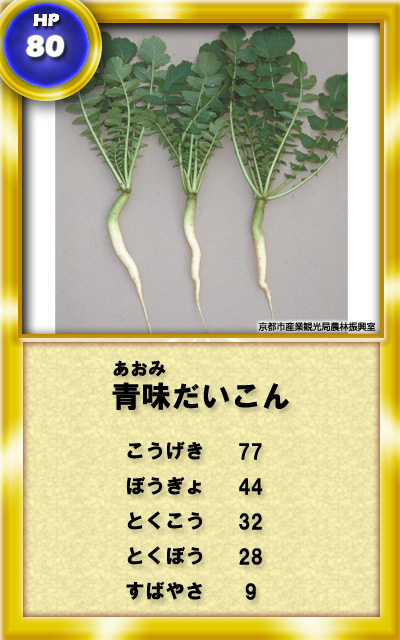 HP
80
京都市産業観光局農林振興室
あおみ
青味だいこん
こうげき 77
ぼうぎょ 44
とくこう 32
とくぼう 28
すばやさ 9